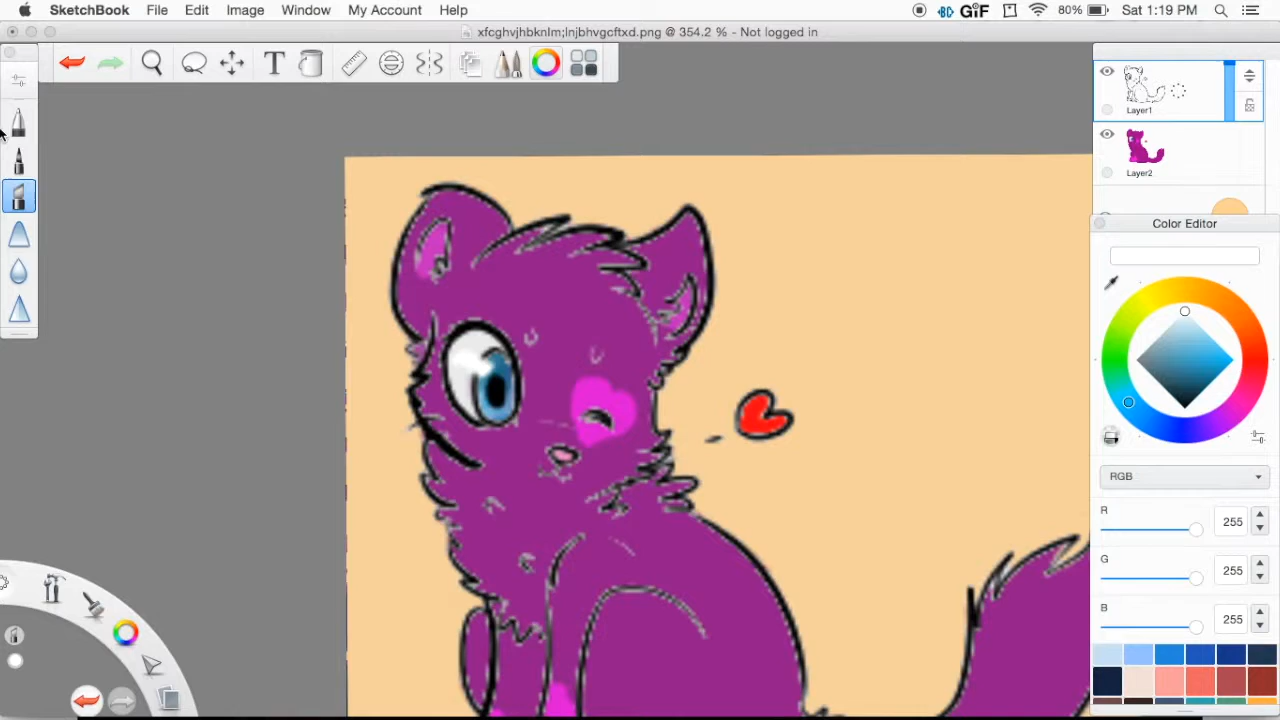 SketchBook File Edit Image Window My Account Help GIF 80% Sat 1:19 PM
xfcghvjhbknlm;lnjbhvgcftxd.png @ 354.2 % - Not logged in
T
Layer1
Layer2
Color Editor
RGB
R 255
G 255
B 255